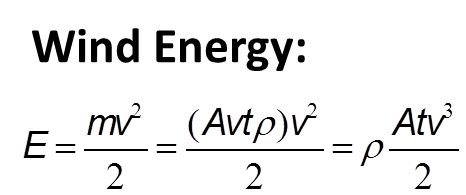 Wind Energy:
E = mv²/2 = (Avtρ)v²/2 = ρ Atv³/2